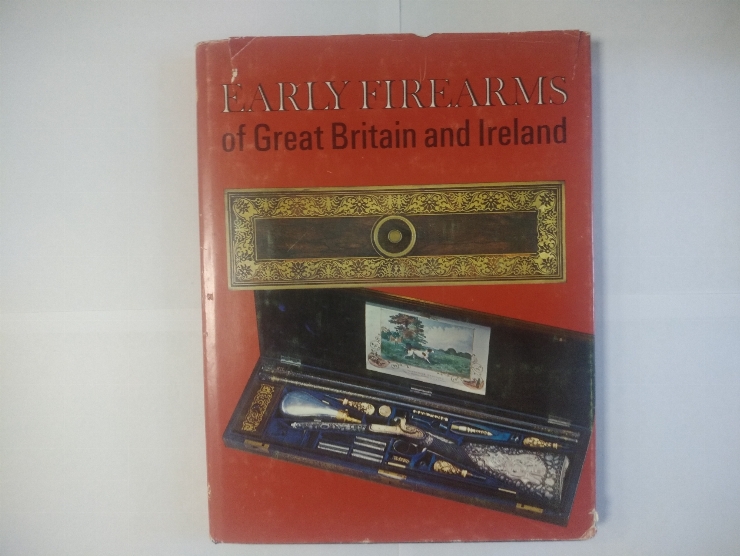 EARLY FIREARMS
of Great Britain and Ireland